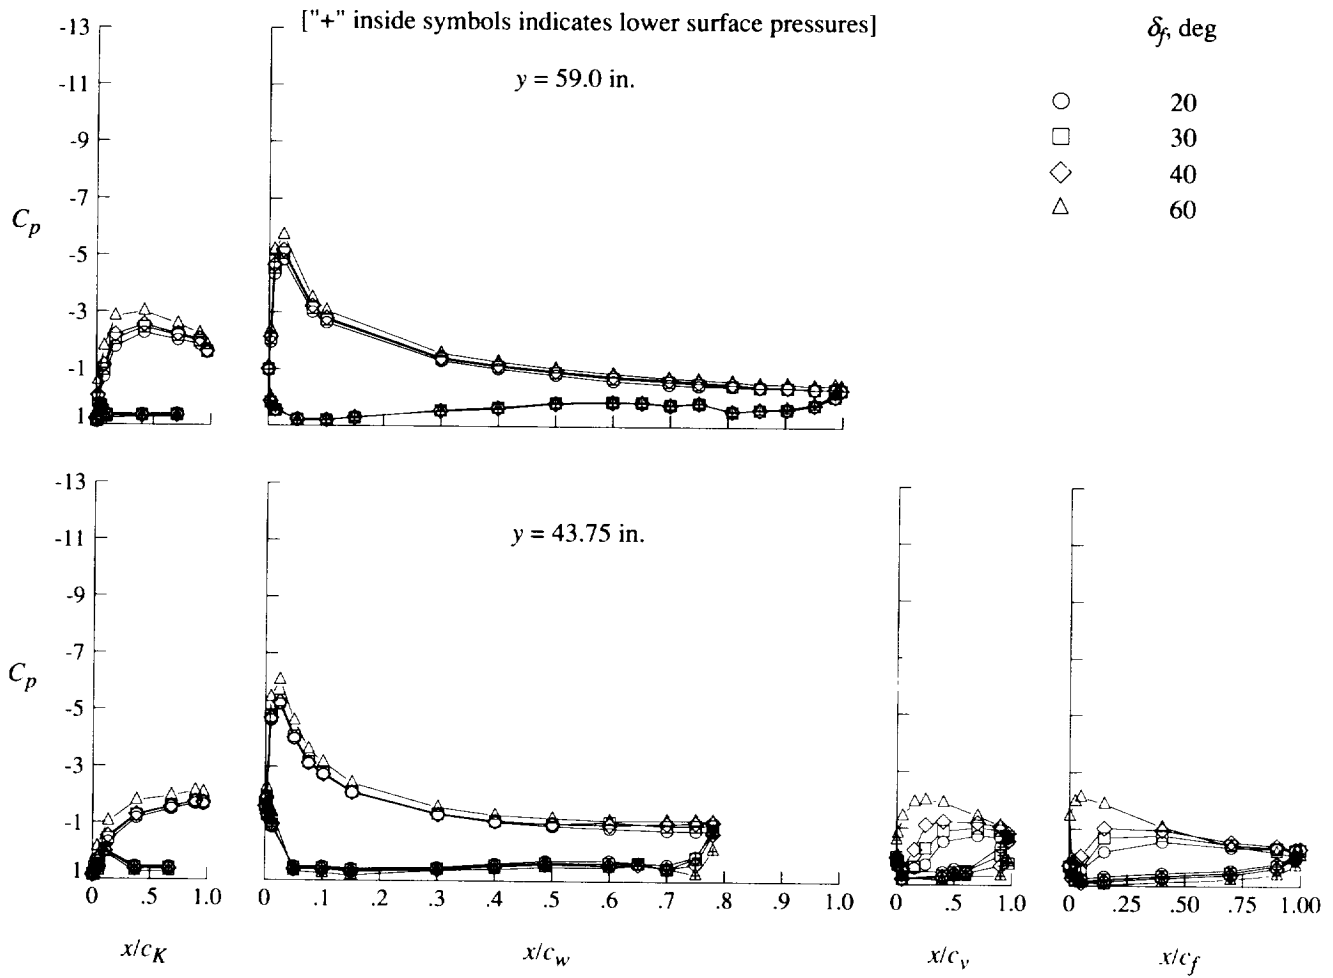 ["+" inside symbols indicates lower surface pressures]
δf, deg
y = 59.0 in.
20
30
40
60
-13
-11
-9
-7
-5
-3
-1
1
Cp
y = 43.75 in.
-13
-11
-9
-7
-5
-3
-1
1
Cp
0 .5 1.0
0 .1 .2 .3 .4 .5 .6 .7 .8 .9 1.0
0 .5 1.0
0 .25 .50 .75 1.00
x/cK
x/cw
x/cv
x/cf